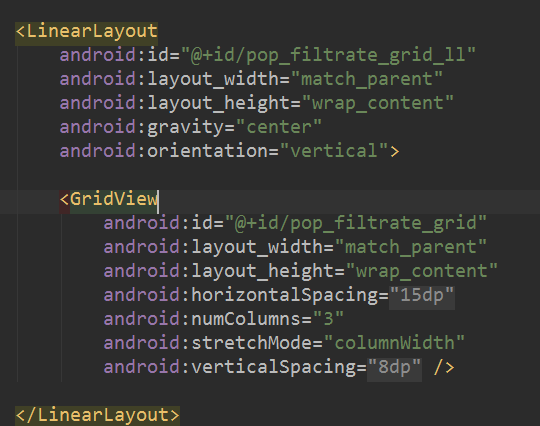 <LinearLayout
    android:id="@+id/pop_filtrate_grid_ll"
    android:layout_width="match_parent"
    android:layout_height="wrap_content"
    android:gravity="center"
    android:orientation="vertical">

    <GridView
        android:id="@+id/pop_filtrate_grid"
        android:layout_width="match_parent"
        android:layout_height="wrap_content"
        android:horizontalSpacing="15dp"
        android:numColumns="3"
        android:stretchMode="columnWidth"
        android:verticalSpacing="8dp" />

</LinearLayout>